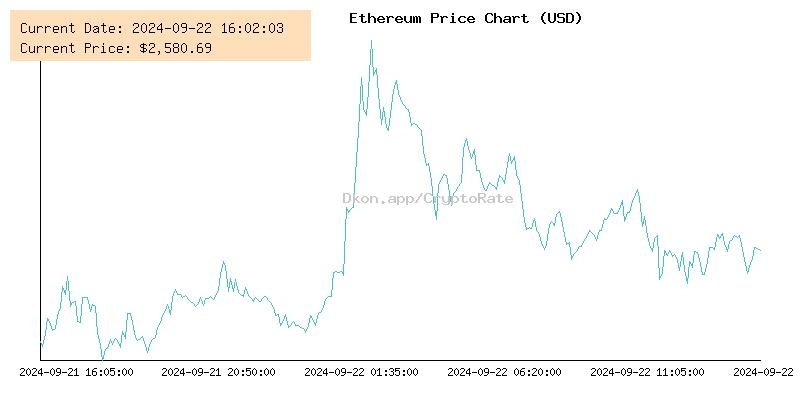 Ethereum Price Chart (USD)
Current Date: 2024-09-22 16:02:03
Current Price: $2,580.69
Dkon.app/CryptoRate
2024-09-21 16:05:00 2024-09-21 20:50:00 2024-09-22 01:35:00 2024-09-22 06:20:00 2024-09-22 11:05:00 2024-09-22